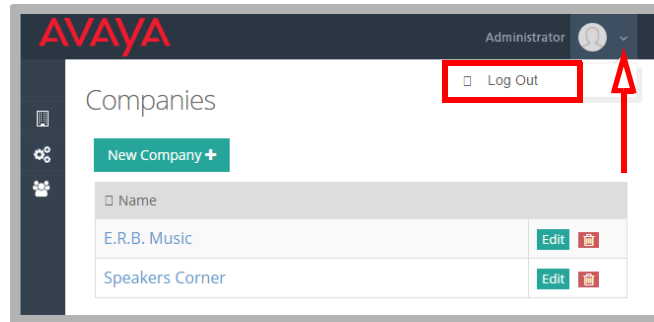 AVAYA
Administrator
Log Out
Companies
New Company +
Name
E.R.B. Music Edit
Speakers Corner Edit